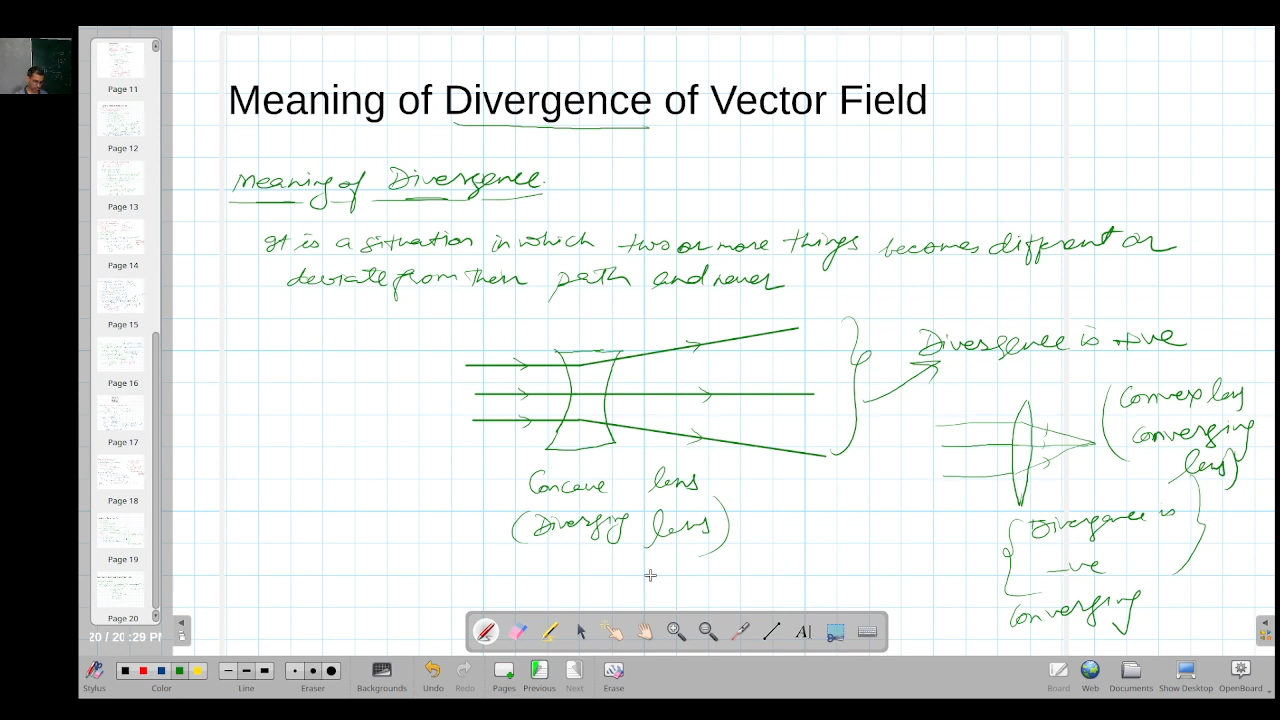 Meaning of Divergence of Vector Field
Meaning of Divergence.
It is a situation in which two or more things becomes different or
deviate from their path and never
Divergence is +ve
Concave lens
(Diverging lens)
(Convex lens
Converging
lens)
Divergence is
-ve
Converging
Page 11
Page 12
Page 13
Page 14
Page 15
Page 16
Page 17
Page 18
Page 19
Page 20
Stylus
Color
Line
Eraser
Backgrounds
Undo
Redo
Pages
Previous
Next
Erase
Board
Web
Documents
Show Desktop
OpenBoard